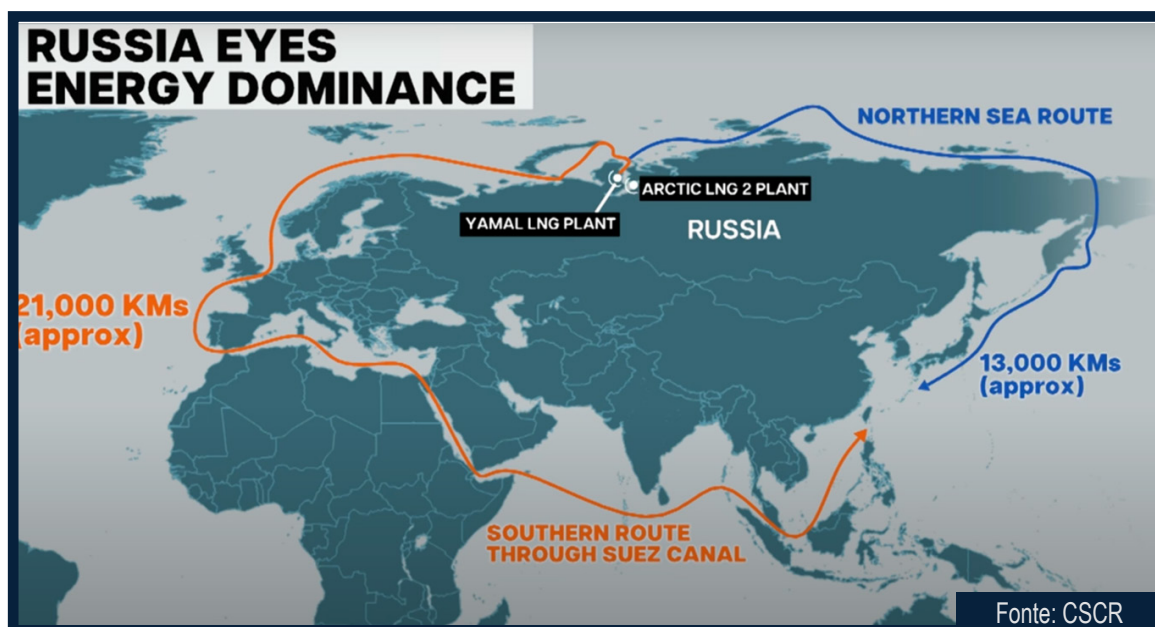 RUSSIA EYES
ENERGY DOMINANCE
NORTHERN SEA ROUTE
ARCTIC LNG 2 PLANT
YAMAL LNG PLANT
RUSSIA
21,000 KMs
(approx)
13,000 KMs
(approx)
SOUTHERN ROUTE
THROUGH SUEZ CANAL
Fonte: CSCR